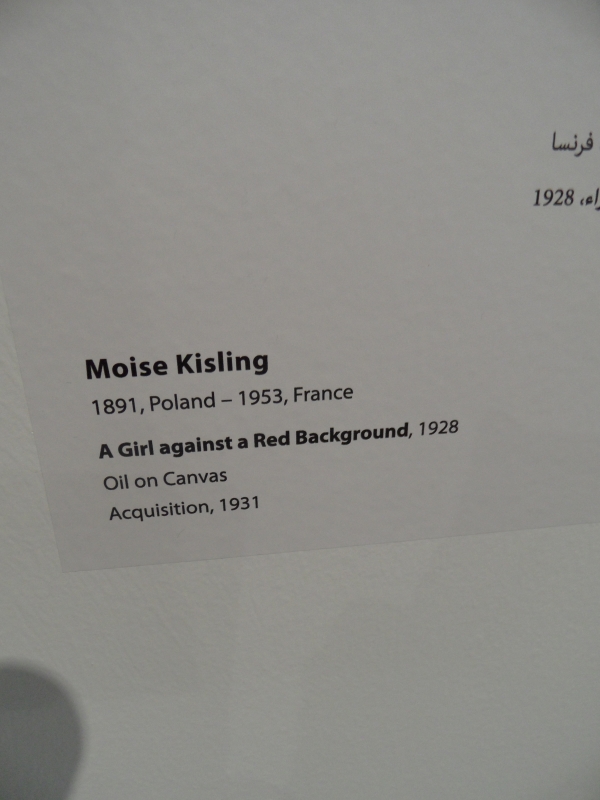 فرنسا
1928
Moise Kisling
1891, Poland – 1953, France
A Girl against a Red Background, 1928
Oil on Canvas
Acquisition, 1931